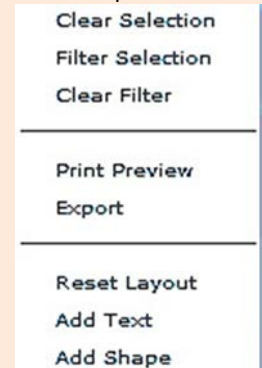 Clear Selection
Filter Selection
Clear Filter
Print Preview
Export
Reset Layout
Add Text
Add Shape